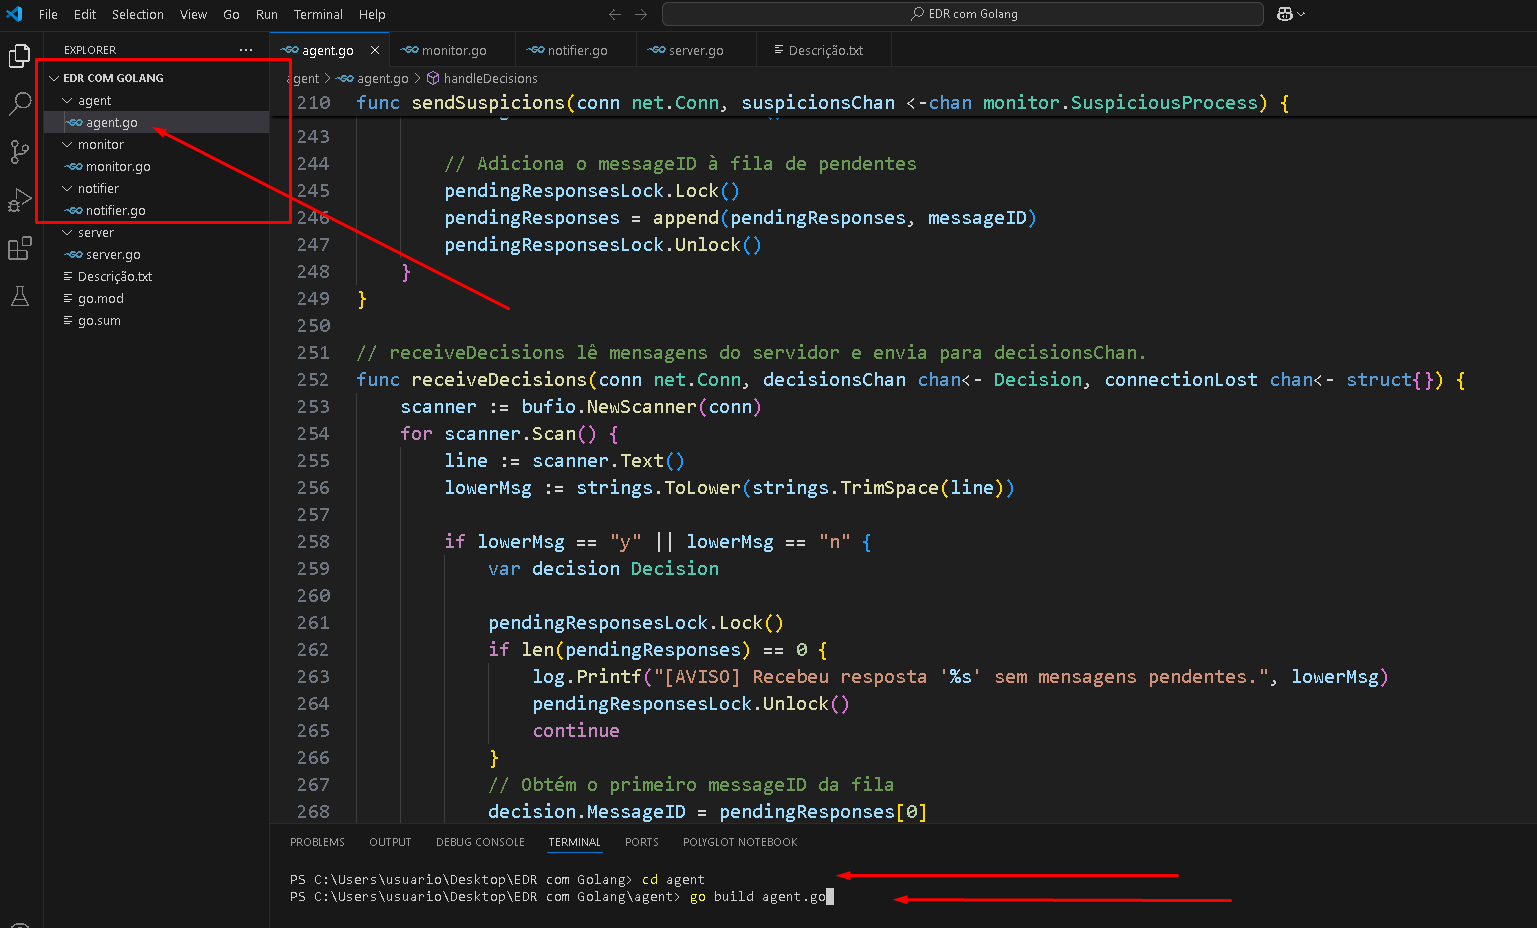 File Edit Selection View Go Run Terminal Help
EDR com Golang
EXPLORER
EDR COM GOLANG
agent
agent.go
monitor
monitor.go
notifier
notifier.go
server
server.go
Descrição.txt
go.mod
go.sum
agent.go monitor.go notifier.go server.go Descrição.txt
agent > agent.go > handleDecisions
210 func sendSuspicions(conn net.Conn, suspicionsChan <-chan monitor.SuspiciousProcess) {
243
244 // Adiciona o messageID à fila de pendentes
245 pendingResponsesLock.Lock()
246 pendingResponses = append(pendingResponses, messageID)
247 pendingResponsesLock.Unlock()
248 }
249 }
250
251 // receiveDecisions lê mensagens do servidor e envia para decisionsChan.
252 func receiveDecisions(conn net.Conn, decisionsChan chan<- Decision, connectionLost chan<- struct{}) {
253 scanner := bufio.NewScanner(conn)
254 for scanner.Scan() {
255 line := scanner.Text()
256 lowerMsg := strings.ToLower(strings.TrimSpace(line))
257
258 if lowerMsg == "y" || lowerMsg == "n" {
259 var decision Decision
260
261 pendingResponsesLock.Lock()
262 if len(pendingResponses) == 0 {
263 log.Printf("[AVISO] Recebeu resposta '%s' sem mensagens pendentes.", lowerMsg)
264 pendingResponsesLock.Unlock()
265 continue
266 }
267 // Obtém o primeiro messageID da fila
268 decision.MessageID = pendingResponses[0]
PROBLEMS OUTPUT DEBUG CONSOLE TERMINAL PORTS POLYGLOT NOTEBOOK
PS C:\Users\usuario\Desktop\EDR com Golang> cd agent
PS C:\Users\usuario\Desktop\EDR com Golang\agent> go build agent.go